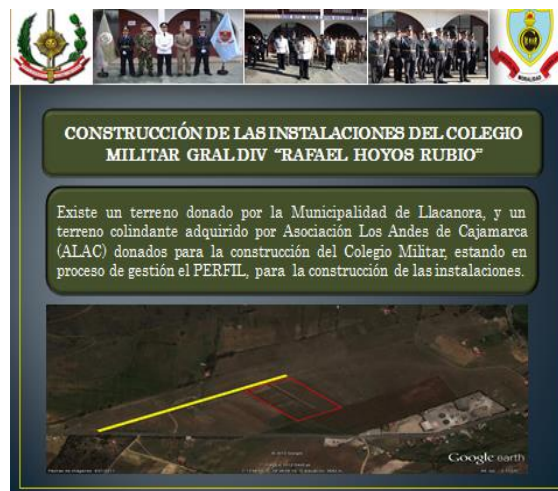 MORALIDAD
CONSTRUCCIÓN DE LAS INSTALACIONES DEL COLEGIO
MILITAR GRAL DIV “RAFAEL HOYOS RUBIO”
Existe un terreno donado por la Municipalidad de Llacanora, y un
terreno colindante adquirido por Asociación Los Andes de Cajamarca
(ALAC) donados para la construcción del Colegio Militar, estando en
proceso de gestión el PERFIL, para la construcción de las instalaciones.
Google earth